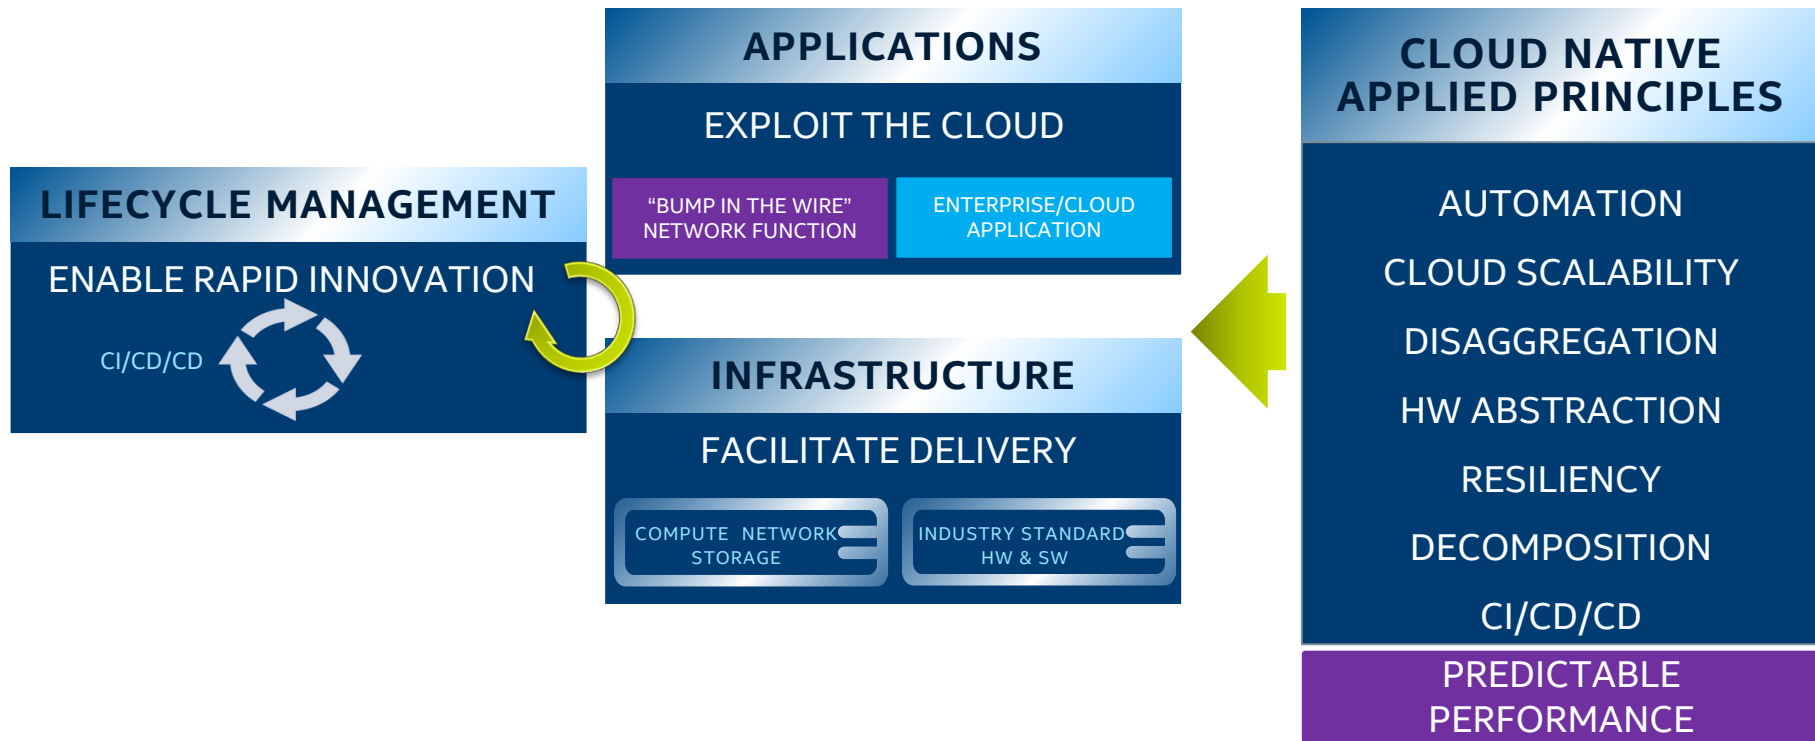 LIFECYCLE MANAGEMENT
ENABLE RAPID INNOVATION
CI/CD/CD
APPLICATIONS
EXPLOIT THE CLOUD
“BUMP IN THE WIRE”
NETWORK FUNCTION
ENTERPRISE/CLOUD
APPLICATION
INFRASTRUCTURE
FACILITATE DELIVERY
COMPUTE NETWORK
STORAGE
INDUSTRY STANDARD
HW & SW
CLOUD NATIVE
APPLIED PRINCIPLES
AUTOMATION
CLOUD SCALABILITY
DISAGGREGATION
HW ABSTRACTION
RESILIENCY
DECOMPOSITION
CI/CD/CD
PREDICTABLE
PERFORMANCE